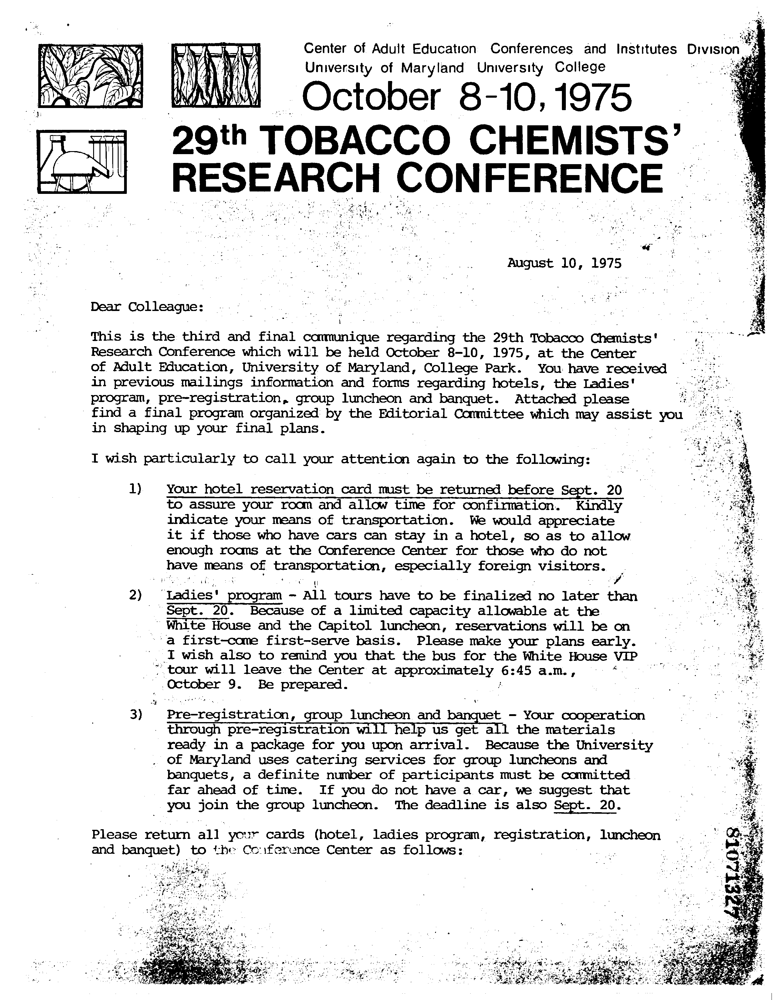 Center of Adult Education Conferences and Institutes Division
University of Maryland University College
October 8-10, 1975
29th TOBACCO CHEMISTS'
RESEARCH CONFERENCE
August 10, 1975
Dear Colleague:
This is the third and final communique regarding the 29th Tobacco Chemists'
Research Conference which will be held October 8-10, 1975, at the Center
of Adult Education, University of Maryland, College Park. You have received
in previous mailings information and forms regarding hotels, the Ladies'
program, pre-registration, group luncheon and banquet. Attached please
find a final program organized by the Editorial Committee which may assist you
in shaping up your final plans.
I wish particularly to call your attention again to the following:
1) Your hotel reservation card must be returned before Sept. 20
to assure your room and allow time for confirmation. Kindly
indicate your means of transportation. We would appreciate
it if those who have cars can stay in a hotel, so as to allow
enough rooms at the Conference Center for those who do not
have means of transportation, especially foreign visitors.
2) Ladies' program - All tours have to be finalized no later than
Sept. 20. Because of a limited capacity allowable at the
White House and the Capitol luncheon, reservations will be on
a first-come first-serve basis. Please make your plans early.
I wish also to remind you that the bus for the White House VIP
tour will leave the Center at approximately 6:45 a.m.,
October 9. Be prepared.
3) Pre-registration, group luncheon and banquet - Your cooperation
through pre-registration will help us get all the materials
ready in a package for you upon arrival. Because the University
of Maryland uses catering services for group luncheons and
banquets, a definite number of participants must be committed
far ahead of time. If you do not have a car, we suggest that
you join the group luncheon. The deadline is also Sept. 20.
Please return all your cards (hotel, ladies program, registration, luncheon
and banquet) to the Conference Center as follows:
81071327